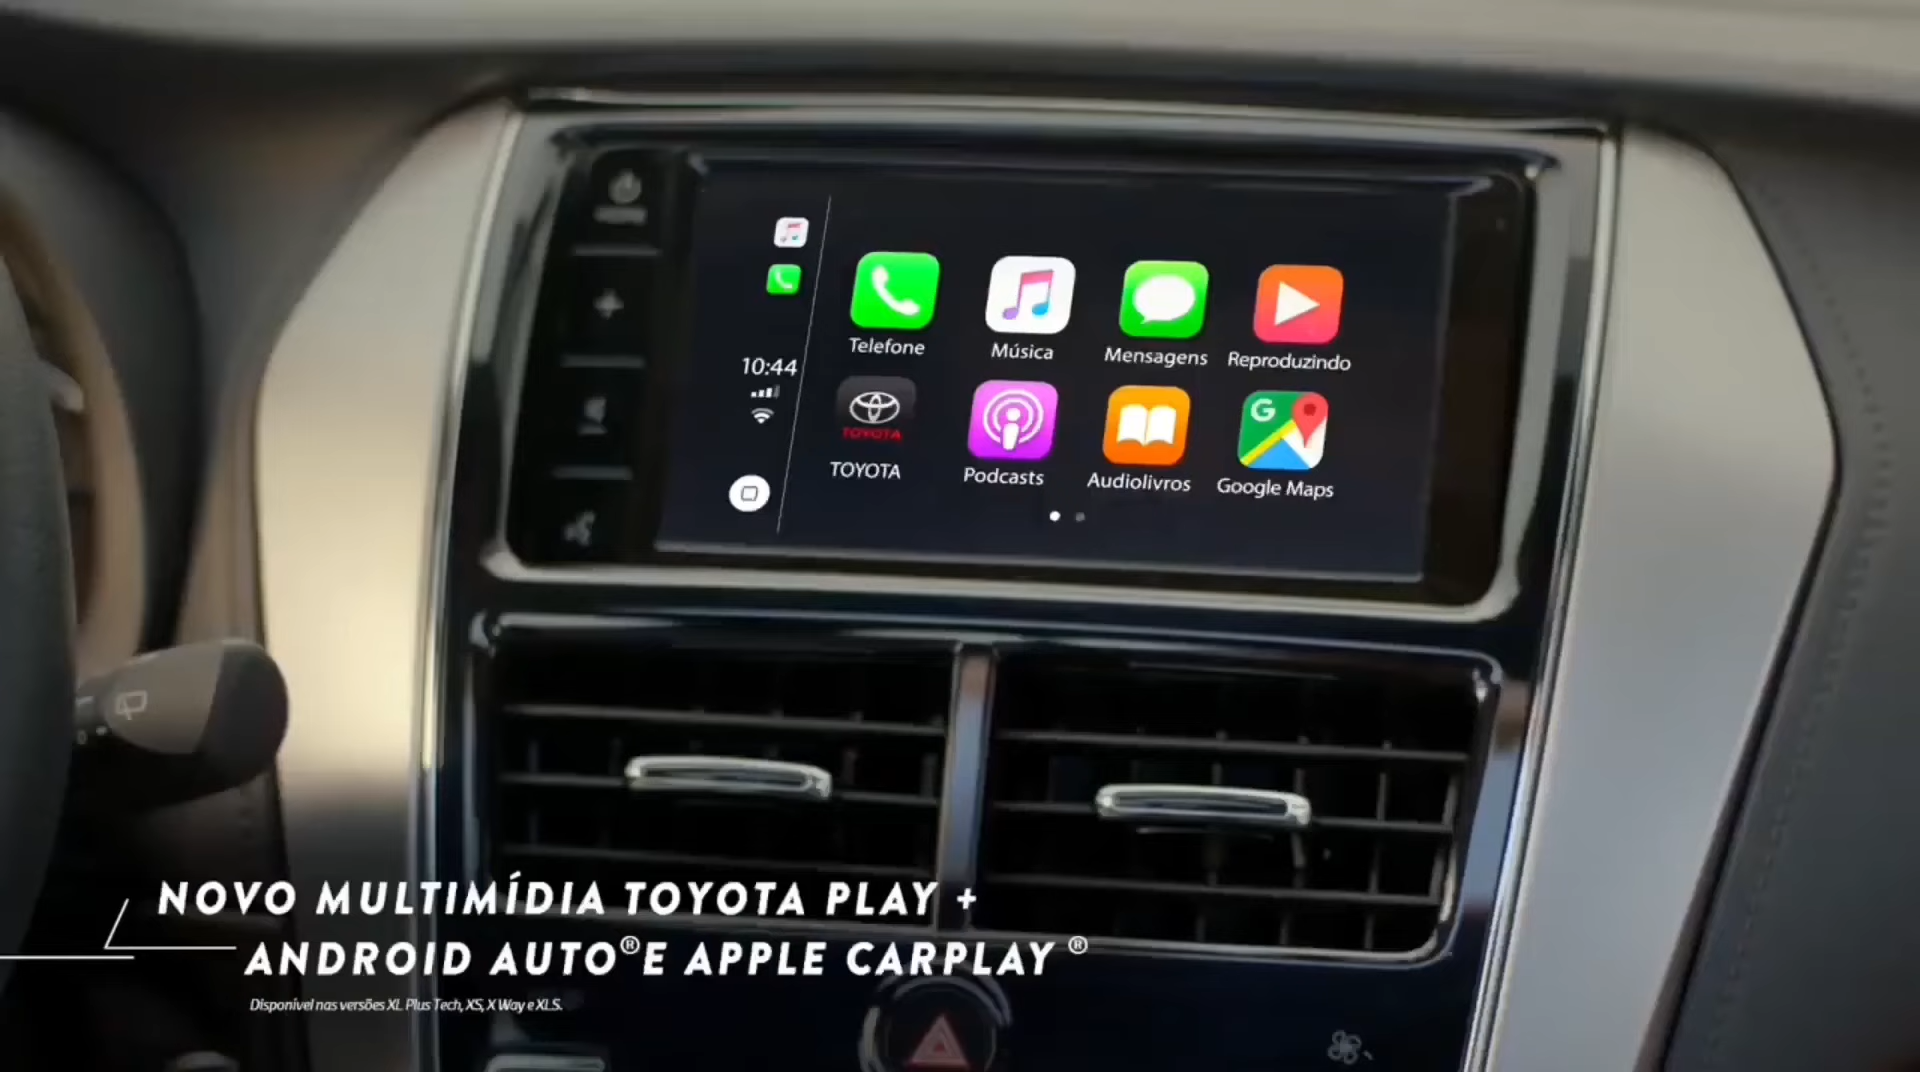 Telefone
Música
Mensagens
Reproduzindo
10:44
TOYOTA
G
TOYOTA
Podcasts
Audiolivros
Google Maps
NOVO MULTIMÍDIA TOYOTA PLAY +
ANDROID AUTO® E APPLE CARPLAY ®
Disponível nas versões XL Plus Tech, XS, X Way e XLS.